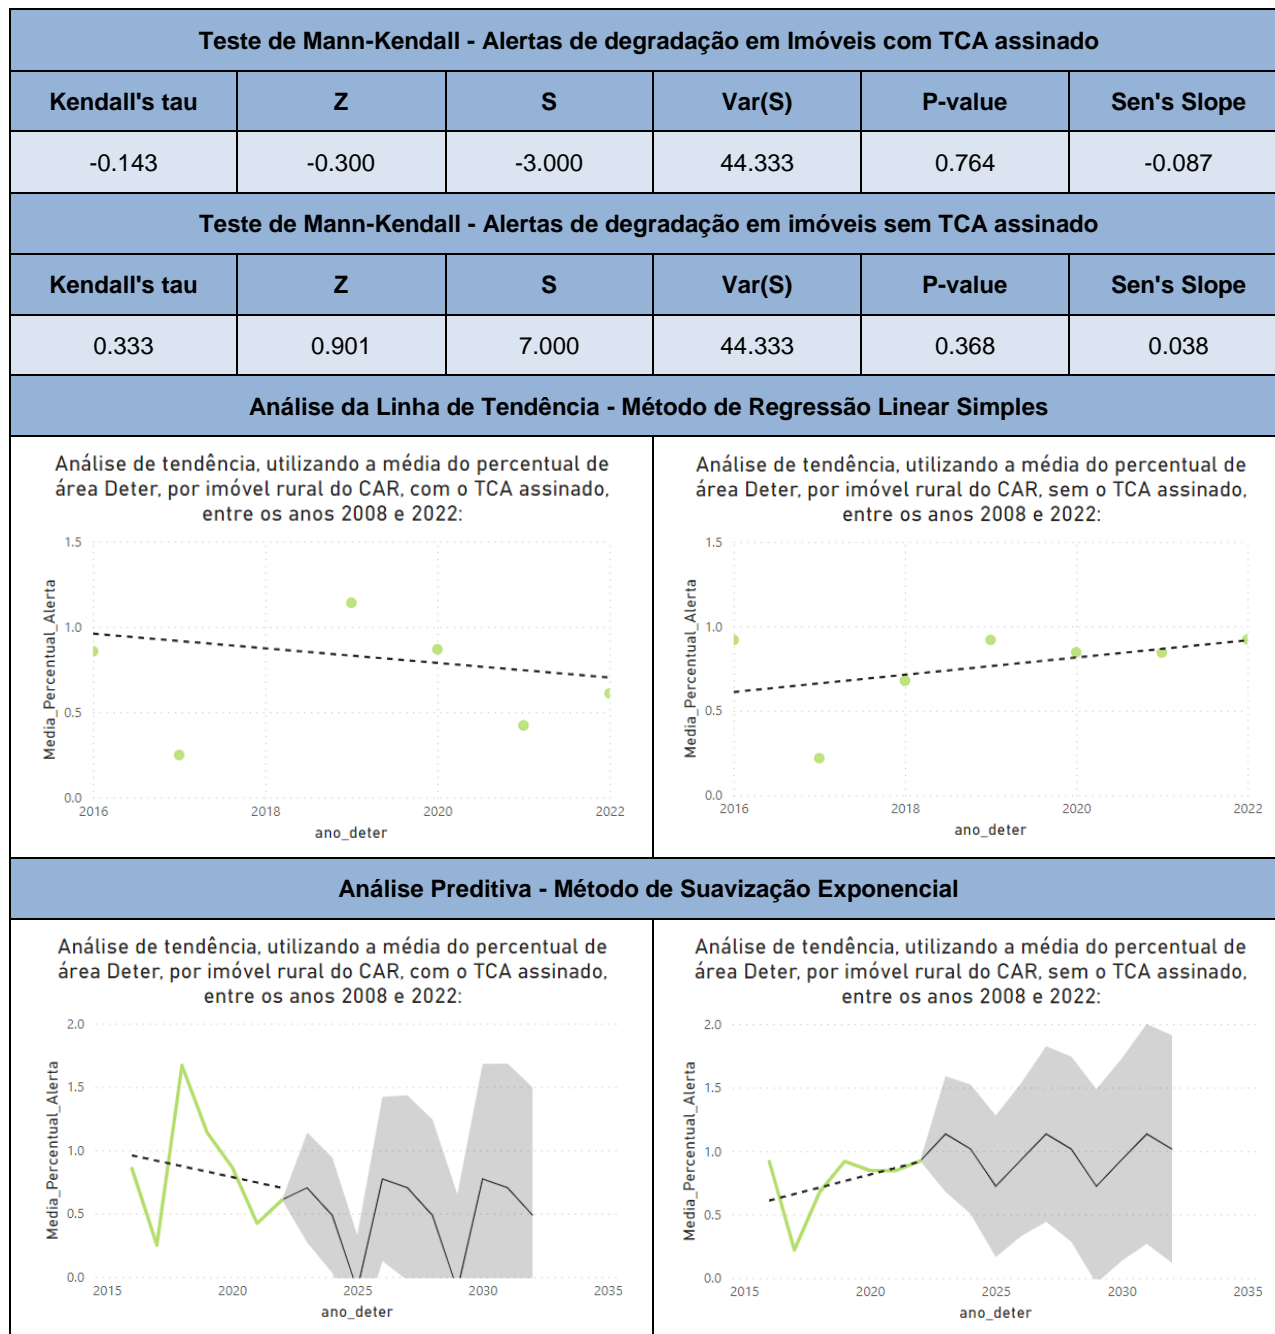 Teste de Mann-Kendall - Alertas de degradação em Imóveis com TCA assinado
Kendall's tau Z S Var(S) P-value Sen's Slope
-0.143 -0.300 -3.000 44.333 0.764 -0.087
Teste de Mann-Kendall - Alertas de degradação em imóveis sem TCA assinado
Kendall's tau Z S Var(S) P-value Sen's Slope
0.333 0.901 7.000 44.333 0.368 0.038
Análise da Linha de Tendência - Método de Regressão Linear Simples
Análise de tendência, utilizando a média do percentual de
área Deter, por imóvel rural do CAR, com o TCA assinado,
entre os anos 2008 e 2022:
1.5
1.0
0.5
0.0
Media_Percentual_Alerta
2016 2018 2020 2022
ano_deter
Análise de tendência, utilizando a média do percentual de
área Deter, por imóvel rural do CAR, sem o TCA assinado,
entre os anos 2008 e 2022:
1.5
1.0
0.5
0.0
Media_Percentual_Alerta
2016 2018 2020 2022
ano_deter
Análise Preditiva - Método de Suavização Exponencial
Análise de tendência, utilizando a média do percentual de
área Deter, por imóvel rural do CAR, com o TCA assinado,
entre os anos 2008 e 2022:
2.0
1.5
1.0
0.5
0.0
Media_Percentual_Alerta
2015 2020 2025 2030 2035
ano_deter
Análise de tendência, utilizando a média do percentual de
área Deter, por imóvel rural do CAR, sem o TCA assinado,
entre os anos 2008 e 2022:
2.0
1.5
1.0
0.5
0.0
Media_Percentual_Alerta
2015 2020 2025 2030 2035
ano_deter